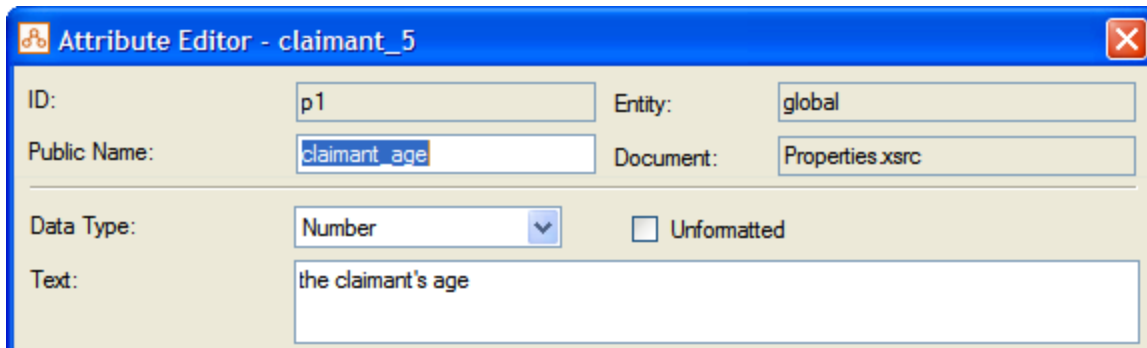 Attribute Editor - claimant_5
ID: p1 Entity: global
Public Name: claimant_age Document: Properties.xsrc
Data Type: Number Unformatted
Text: the claimant's age